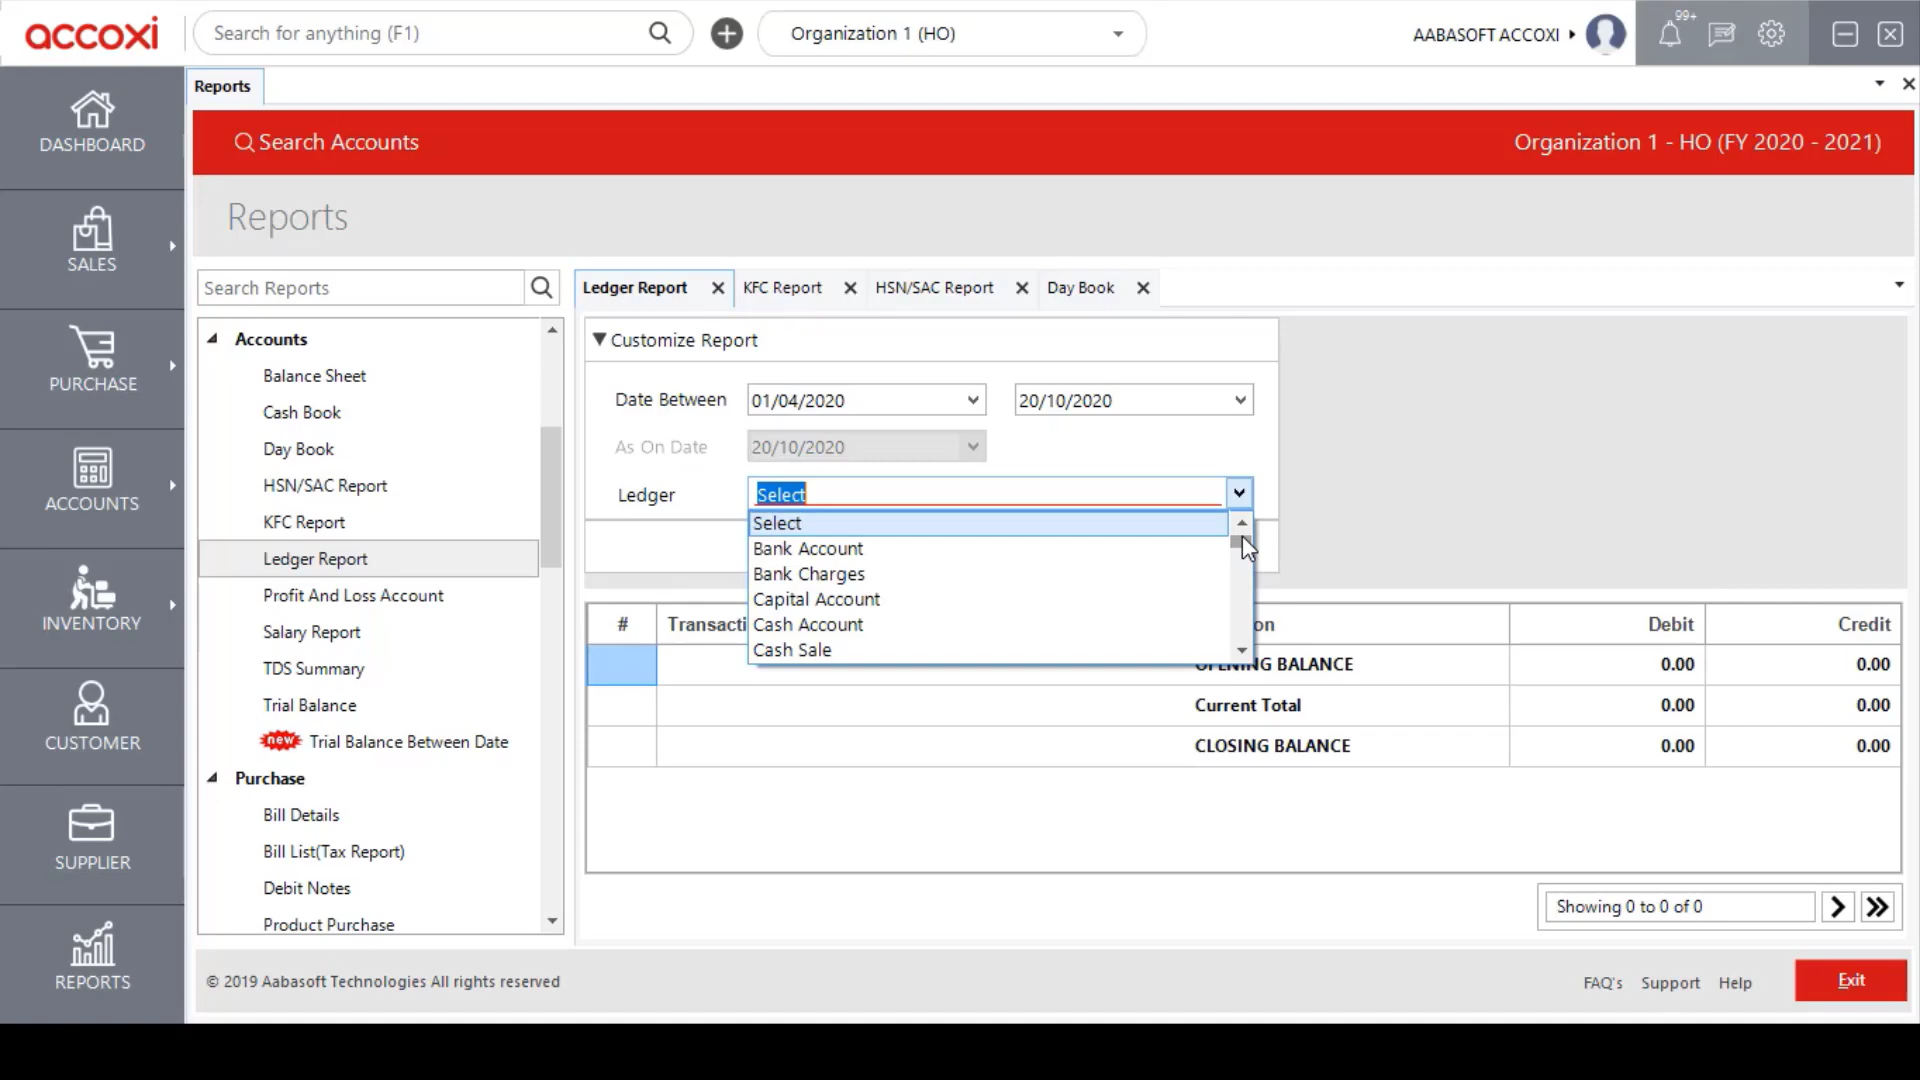 accoxi
Search for anything (F1)
Organization 1 (HO)
AABASOFT ACCOXI
99+
Reports
Search Accounts
Organization 1 - HO (FY 2020 - 2021)
Reports
DASHBOARD
SALES
PURCHASE
ACCOUNTS
INVENTORY
CUSTOMER
SUPPLIER
REPORTS
Search Reports
Accounts
Balance Sheet
Cash Book
Day Book
HSN/SAC Report
KFC Report
Ledger Report
Profit And Loss Account
Salary Report
TDS Summary
Trial Balance
new Trial Balance Between Date
Purchase
Bill Details
Bill List(Tax Report)
Debit Notes
Product Purchase
Ledger Report KFC Report HSN/SAC Report Day Book
Customize Report
Date Between 01/04/2020 20/10/2020
As On Date 20/10/2020
Ledger Select
Select
Bank Account
Bank Charges
Capital Account
Cash Account
Cash Sale
# Transacti on Debit Credit
OPENING BALANCE 0.00 0.00
Current Total 0.00 0.00
CLOSING BALANCE 0.00 0.00
Showing 0 to 0 of 0
© 2019 Aabasoft Technologies All rights reserved
FAQ's Support Help Exit